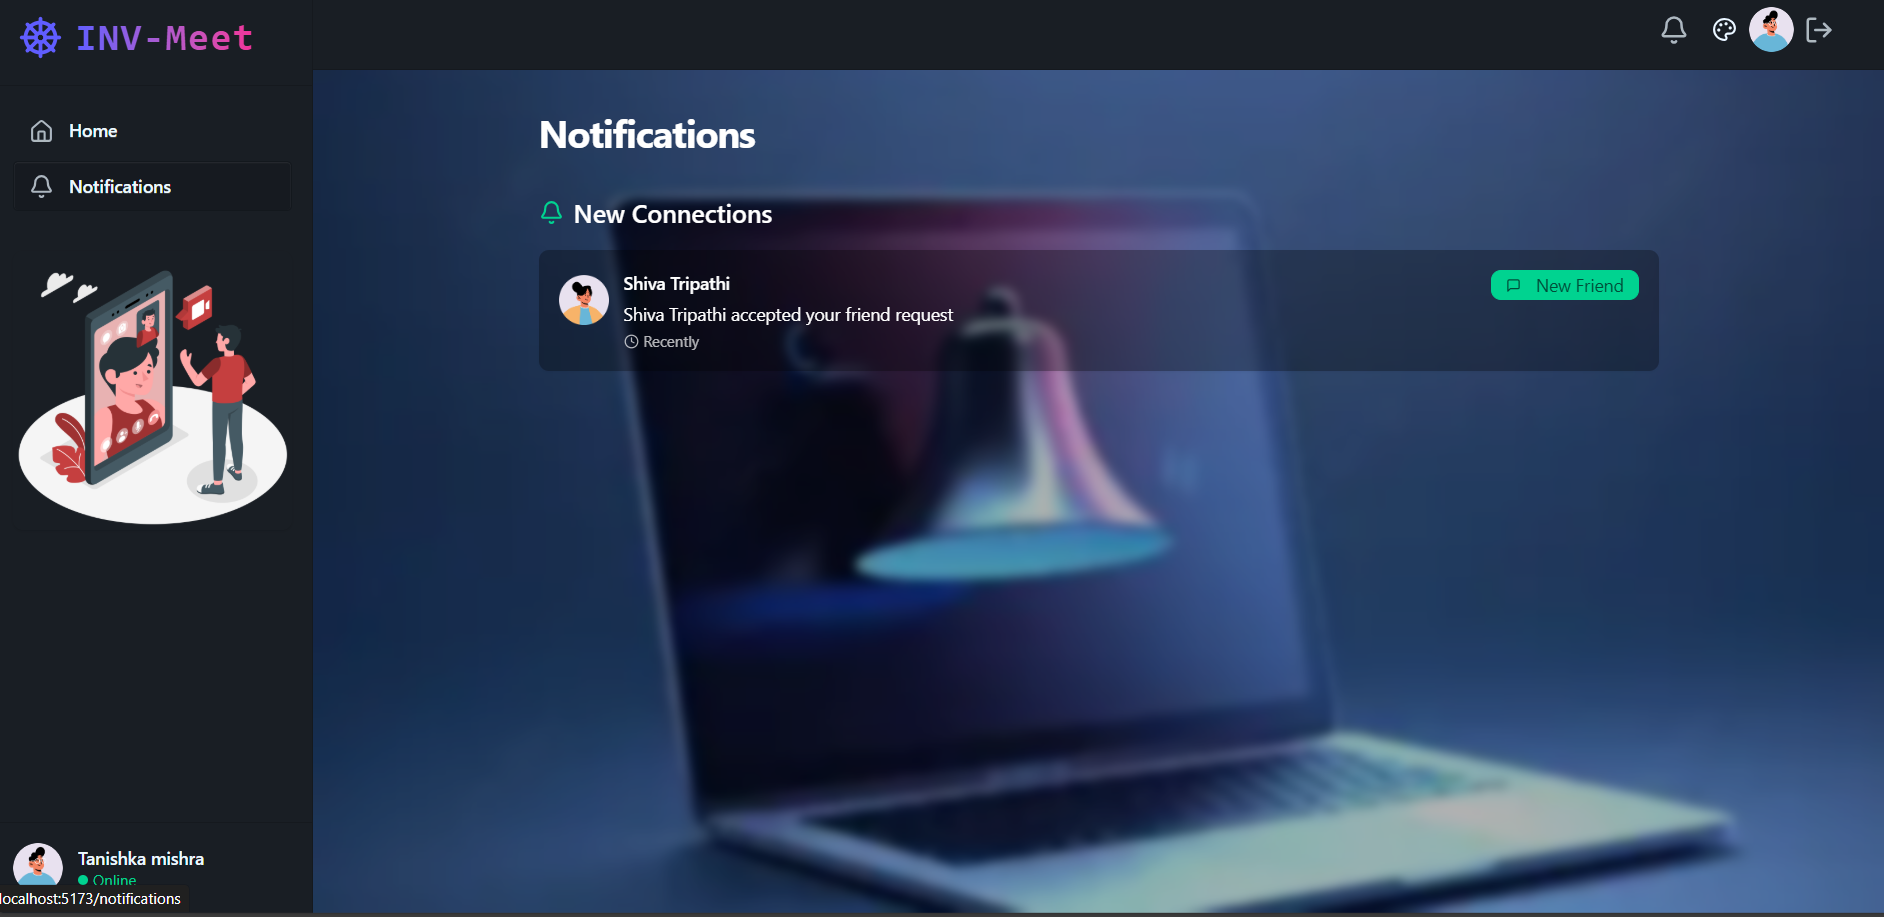 INV-Meet
Home
Notifications
Notifications
New Connections
Shiva Tripathi
New Friend
Shiva Tripathi accepted your friend request
Recently
Tanishka mishra
Online
localhost:5173/notifications